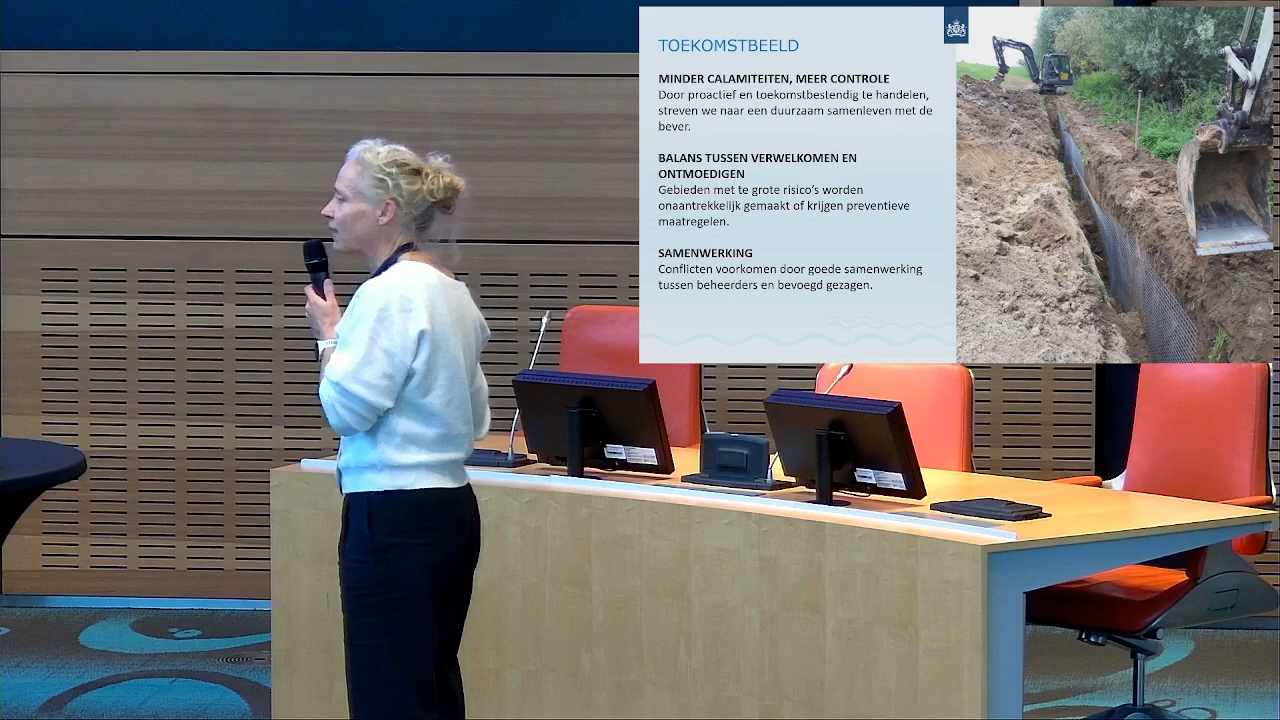 TOEKOMSTBEELD
MINDER CALAMITEITEN, MEER CONTROLE
Door proactief en toekomstbestendig te handelen,
streven we naar een duurzaam samenleven met de
bever.
BALANS TUSSEN VERWELKOMEN EN
ONTMOEDIGEN
Gebieden met te grote risico's worden
onaantrekkelijk gemaakt of krijgen preventieve
maatregelen.
SAMENWERKING
Conflicten voorkomen door goede samenwerking
tussen beheerders en bevoegd gezagen.